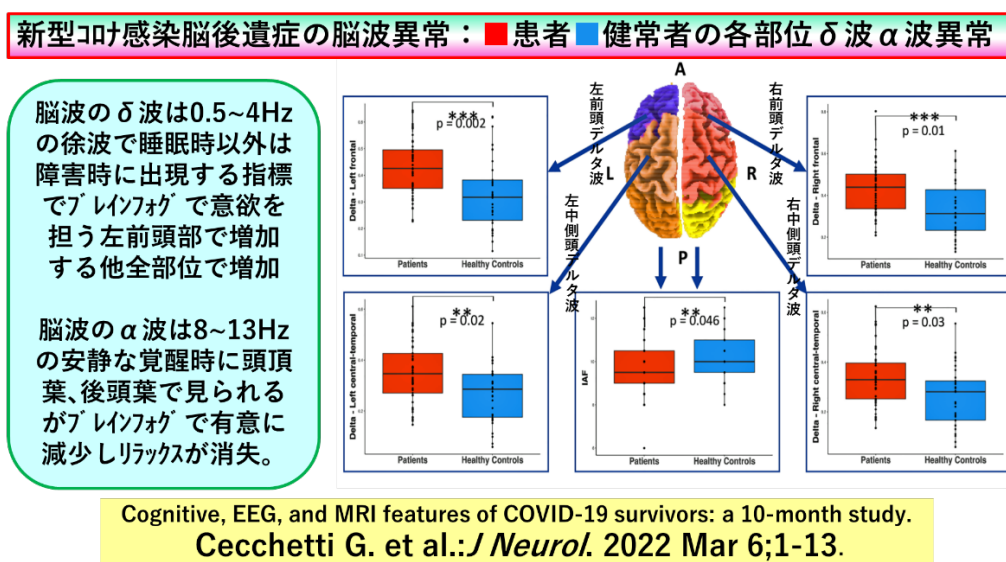 新型ｺﾛﾅ感染脳後遺症の脳波異常：■患者■健常者の各部位δ波α波異常
脳波のδ波は0.5~4Hz
の徐波で睡眠時以外は
障害時に出現する指標
でﾌﾞﾚｲﾝﾌｫｸﾞで意欲を
担う左前頭部で増加
する他全部位で増加
脳波のα波は8~13Hz
の安静な覚醒時に頭頂
葉、後頭葉で見られる
がﾌﾞﾚｲﾝﾌｫｸﾞで有意に
減少しﾘﾗｯｸｽが消失。
Delta - Left frontal
***
p = 0.002
Patients
Healthy Controls
左前頭デルタ波
A
L
R
P
右前頭デルタ波
Delta - Right frontal
***
p = 0.01
Patients
Healthy Controls
左中側頭デルタ波
右中側頭デルタ波
Delta - Left central-temporal
**
p = 0.02
Patients
Healthy Controls
IAF
**
p = 0.046
Patients
Healthy Controls
Delta - Right central-temporal
**
p = 0.03
Patients
Healthy Controls
Cognitive, EEG, and MRI features of COVID-19 survivors: a 10-month study.
Cecchetti G. et al.:J Neurol. 2022 Mar 6;1-13.